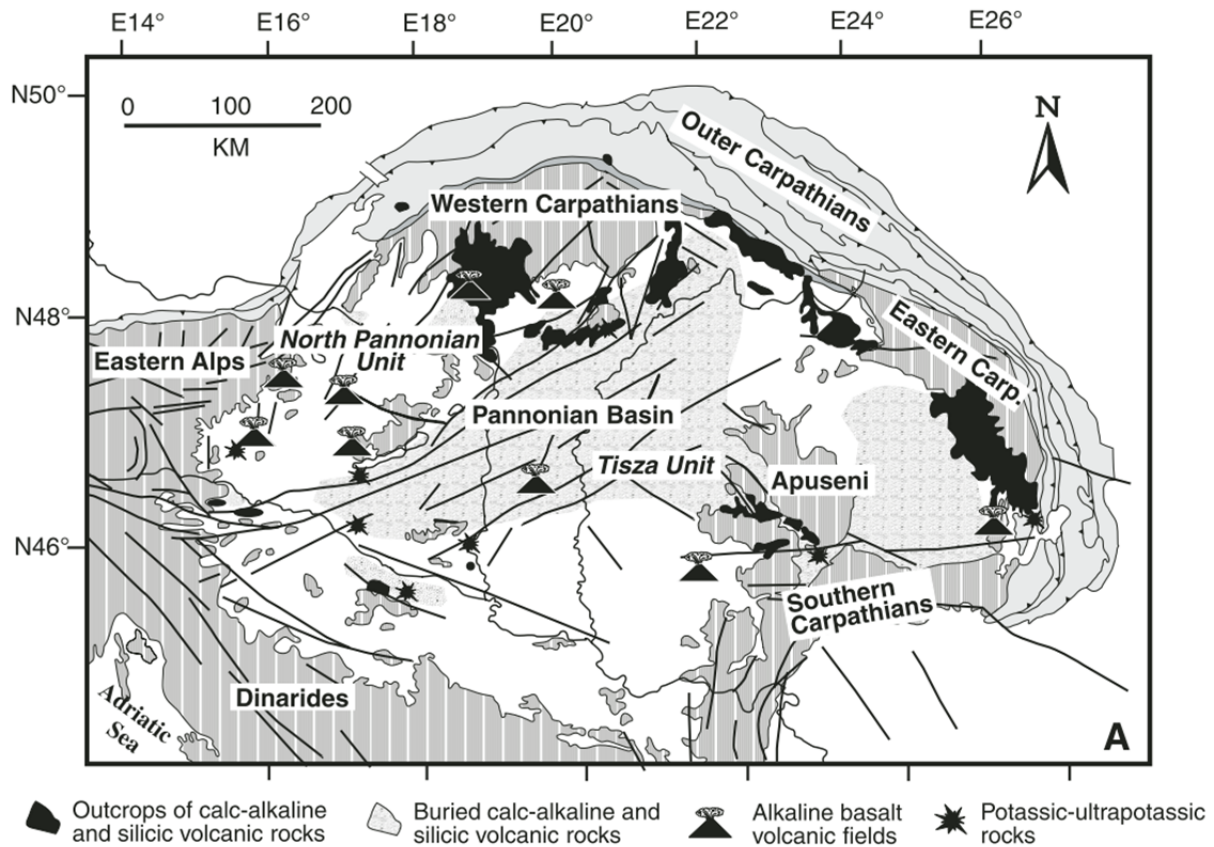 E14° E16° E18° E20° E22° E24° E26°
N50°
0 100 200
KM
N
Outer Carpathians
Western Carpathians
N48°
North Pannonian
Unit
Eastern Alps
Eastern Carp.
Pannonian Basin
Tisza Unit
Apuseni
N46°
Southern
Carpathians
Dinarides
Adriatic
Sea
A
Outcrops of calc-alkaline
and silicic volcanic rocks
Buried calc-alkaline and
silicic volcanic rocks
Alkaline basalt
volcanic fields
Potassic-ultrapotassic
rocks